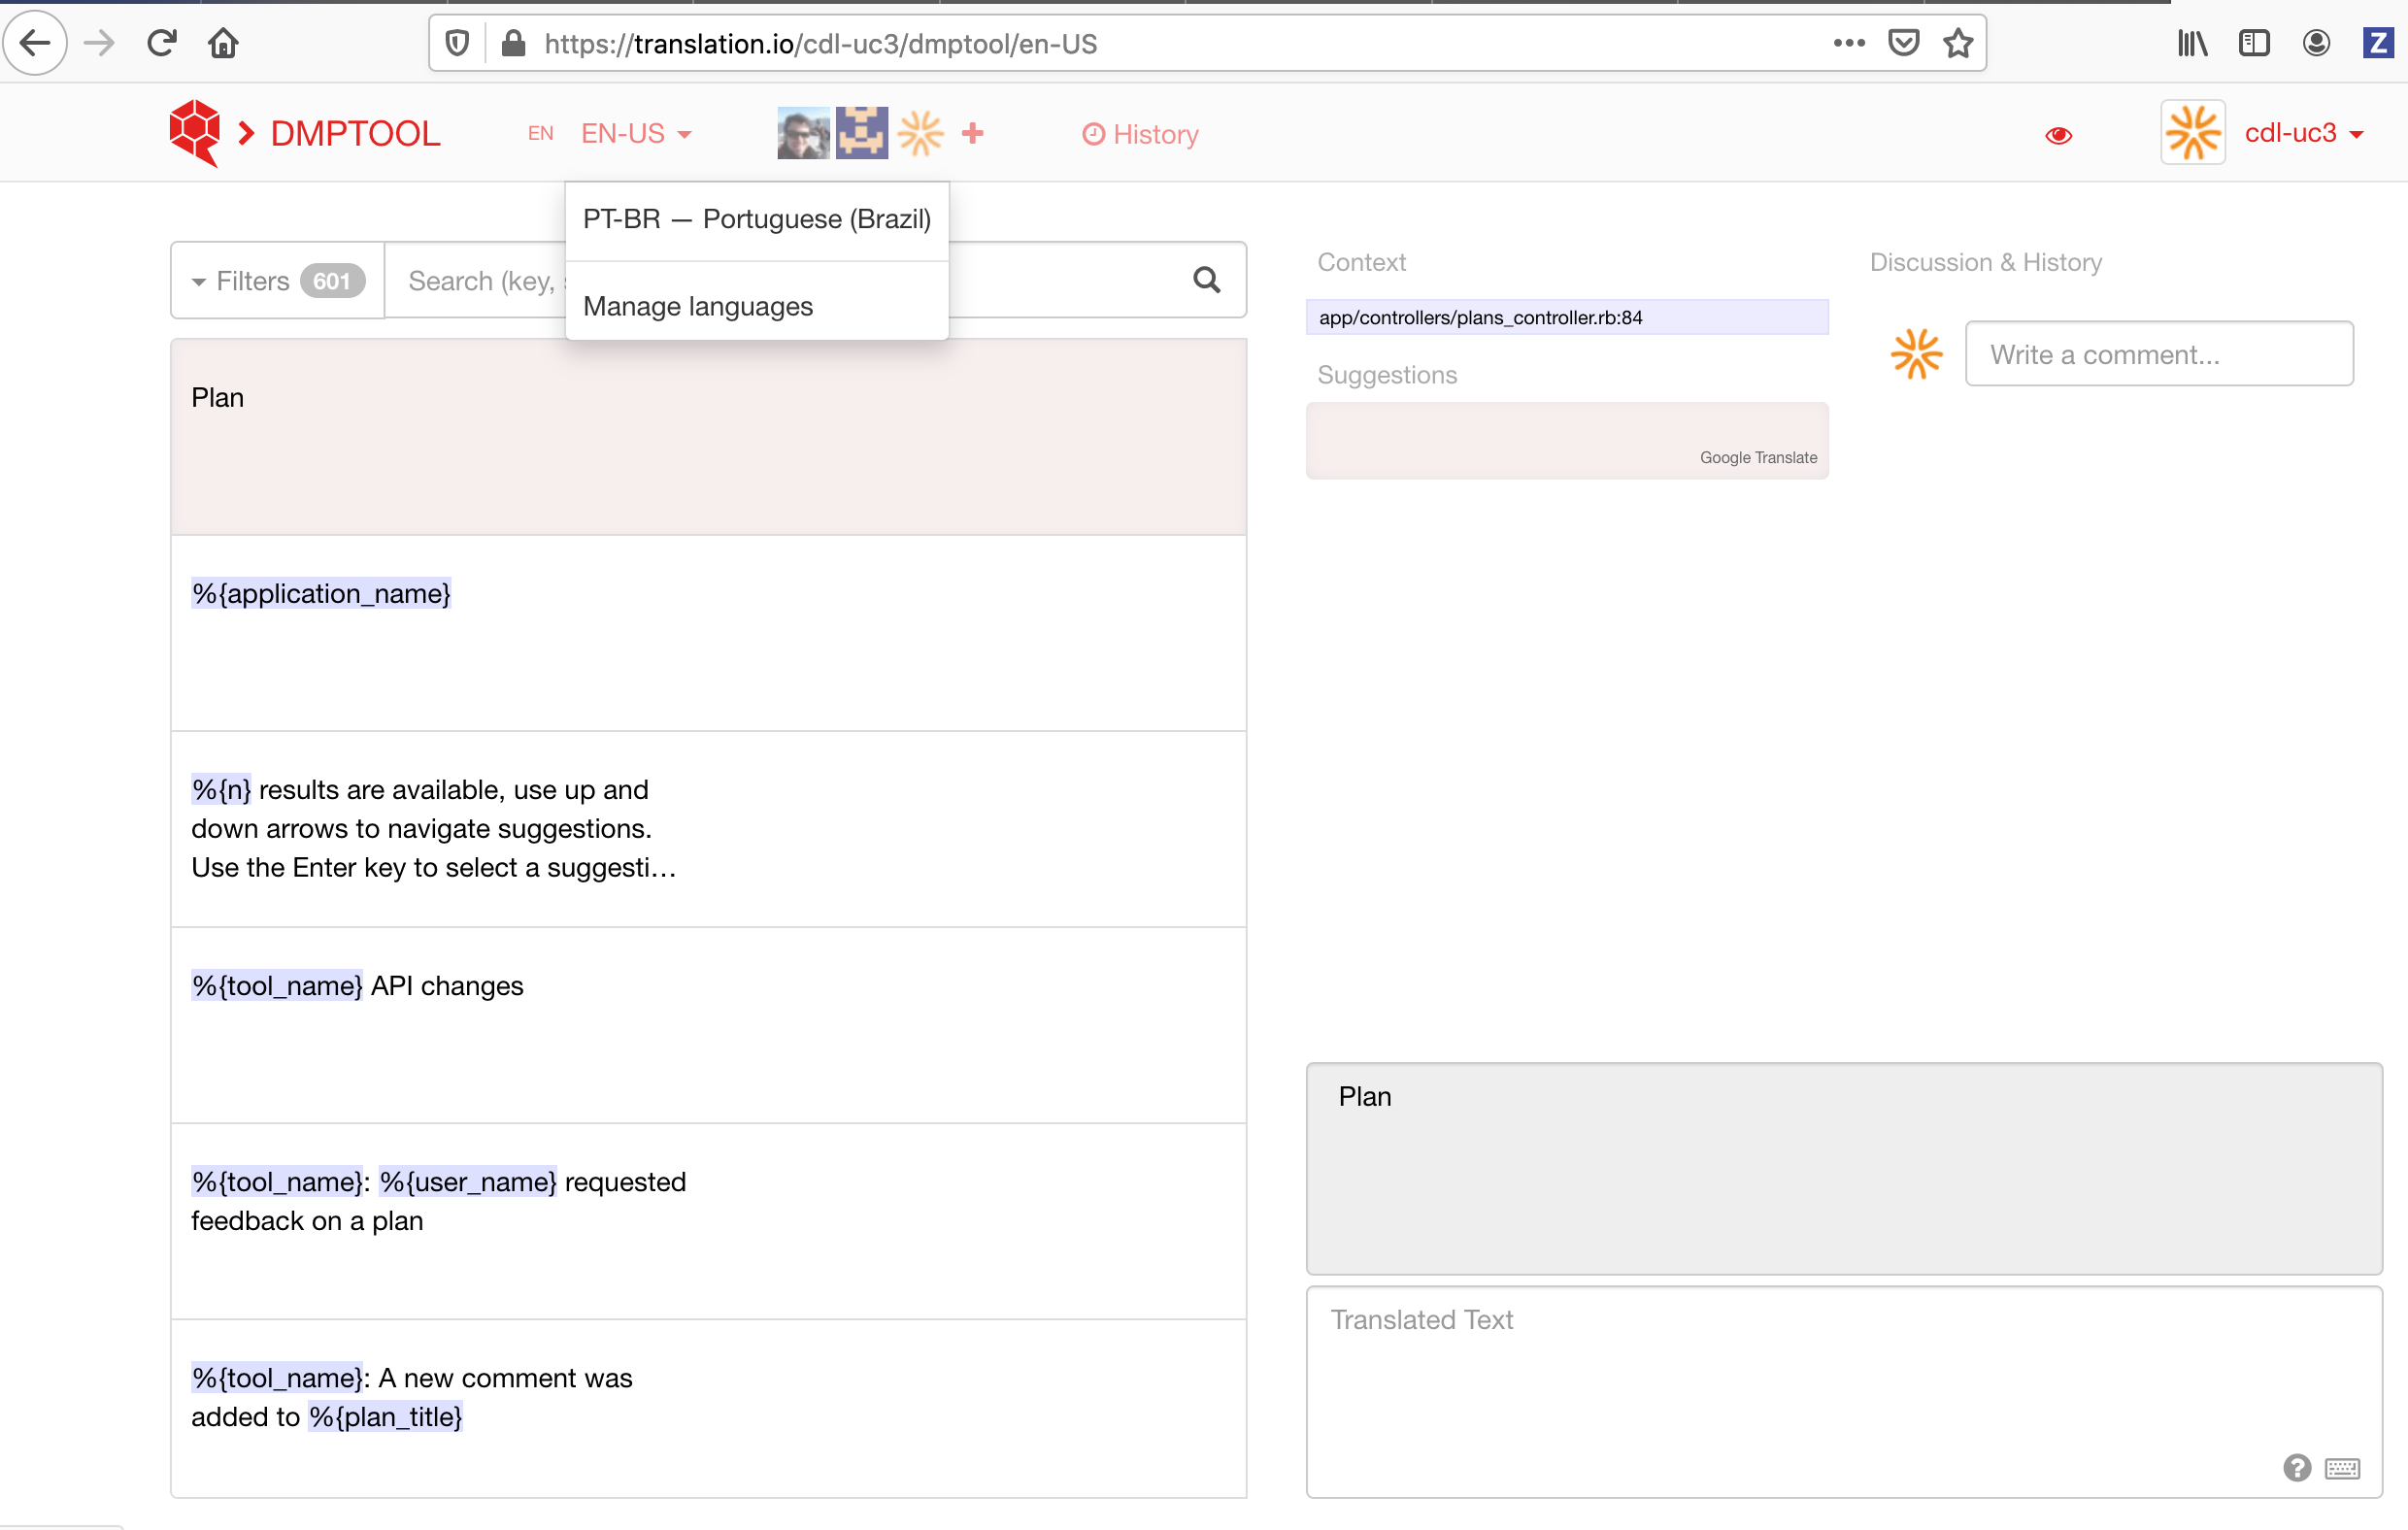 https://translation.io/cdl-uc3/dmptool/en-US
Z
DMPTOOL
EN
EN-US
History
cdl-uc3
PT-BR — Portuguese (Brazil)
Manage languages
Filters 601
Search (key,
Plan
%{application_name}
%{n} results are available, use up and
down arrows to navigate suggestions.
Use the Enter key to select a suggesti…
%{tool_name} API changes
%{tool_name}: %{user_name} requested
feedback on a plan
%{tool_name}: A new comment was
added to %{plan_title}
Context
app/controllers/plans_controller.rb:84
Suggestions
Google Translate
Discussion & History
Write a comment...
Plan
Translated Text